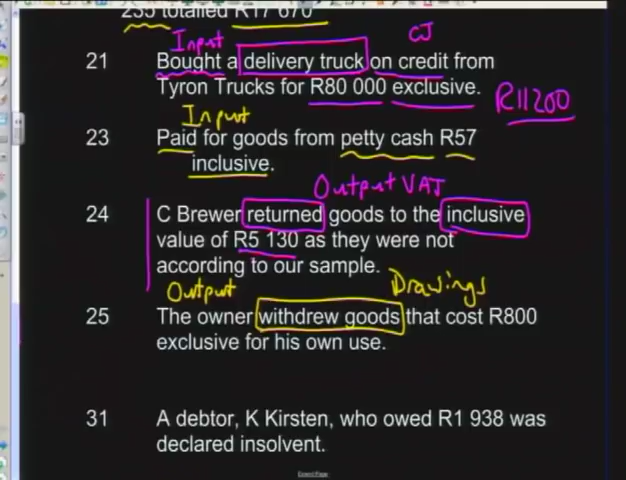 235 totalled R17 670
Input
CJ
21 Bought a delivery truck on credit from
Tyron Trucks for R80 000 exclusive.
R11200
Input
23 Paid for goods from petty cash R57
inclusive.
Output VAT
24 C Brewer returned goods to the inclusive
value of R5 130 as they were not
according to our sample.
Output
Drawings
25 The owner withdrew goods that cost R800
exclusive for his own use.
31 A debtor, K Kirsten, who owed R1 938 was
declared insolvent.